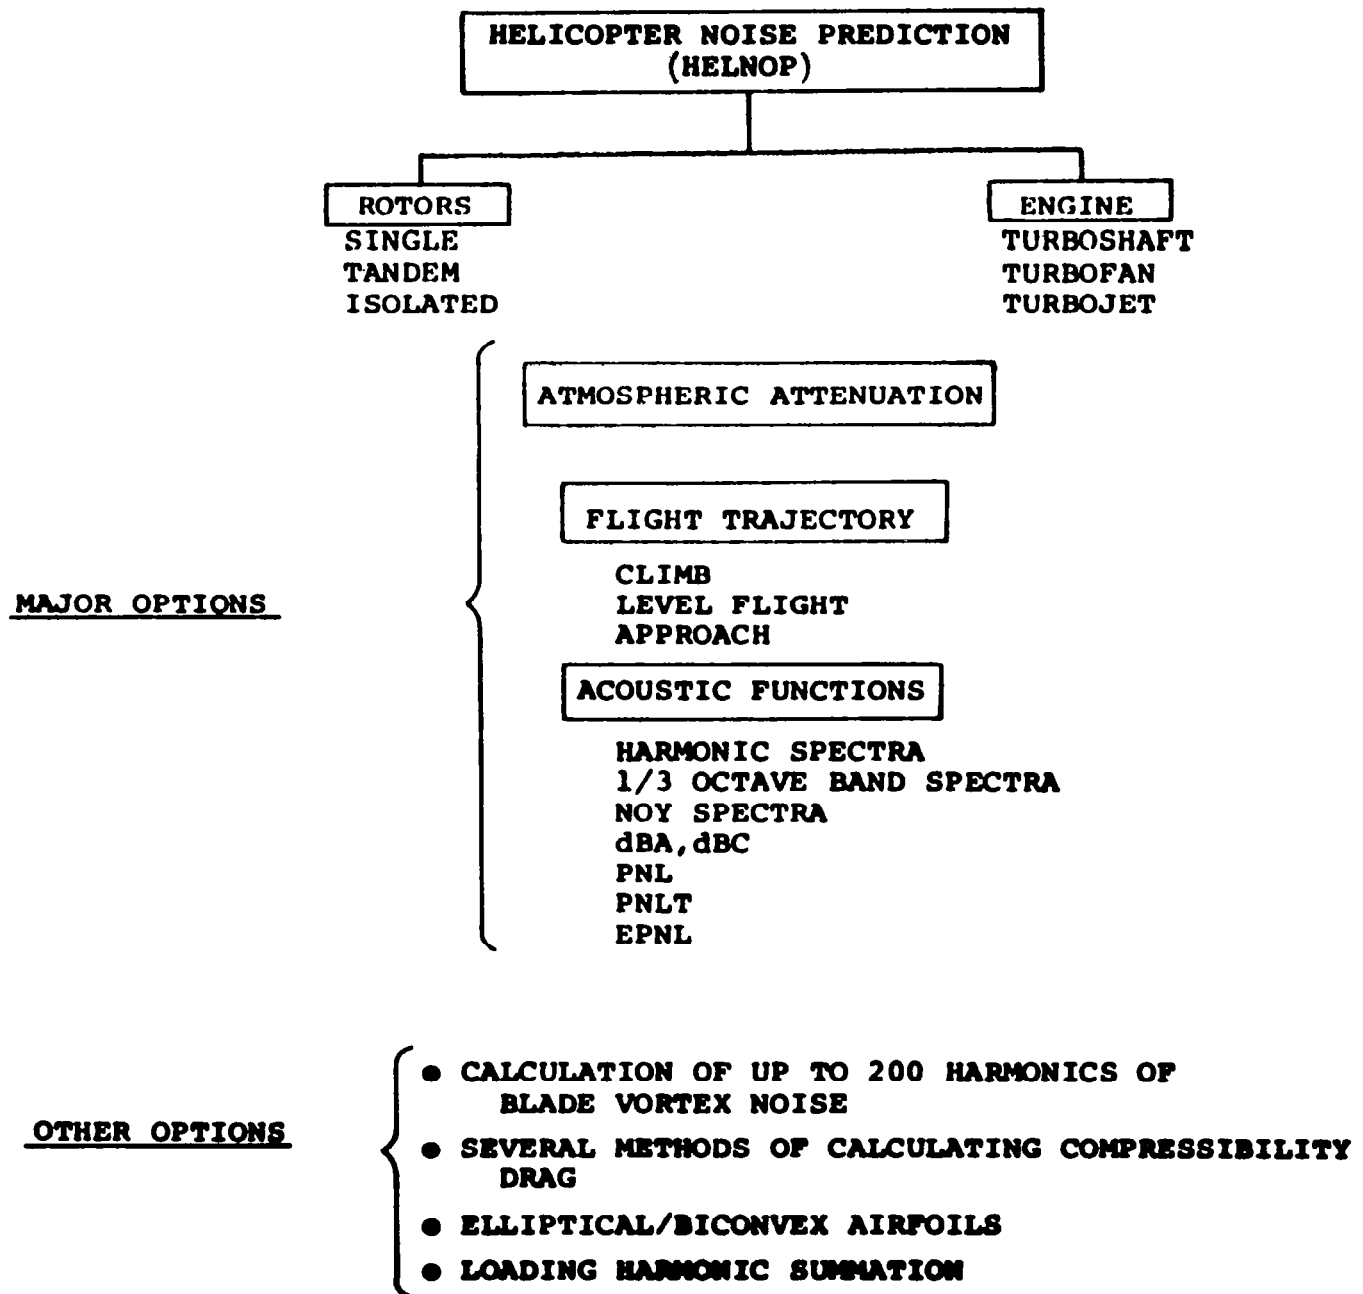 HELICOPTER NOISE PREDICTION
(HELNOP)
ROTORS
SINGLE
TANDEM
ISOLATED
ENGINE
TURBOSHAFT
TURBOFAN
TURBOJET
MAJOR OPTIONS
ATMOSPHERIC ATTENUATION
FLIGHT TRAJECTORY
CLIMB
LEVEL FLIGHT
APPROACH
ACOUSTIC FUNCTIONS
HARMONIC SPECTRA
1/3 OCTAVE BAND SPECTRA
NOY SPECTRA
dBA,dBC
PNL
PNLT
EPNL
OTHER OPTIONS
● CALCULATION OF UP TO 200 HARMONICS OF
BLADE VORTEX NOISE
● SEVERAL METHODS OF CALCULATING COMPRESSIBILITY
DRAG
● ELLIPTICAL/BICONVEX AIRFOILS
● LOADING HARMONIC SUMMATION